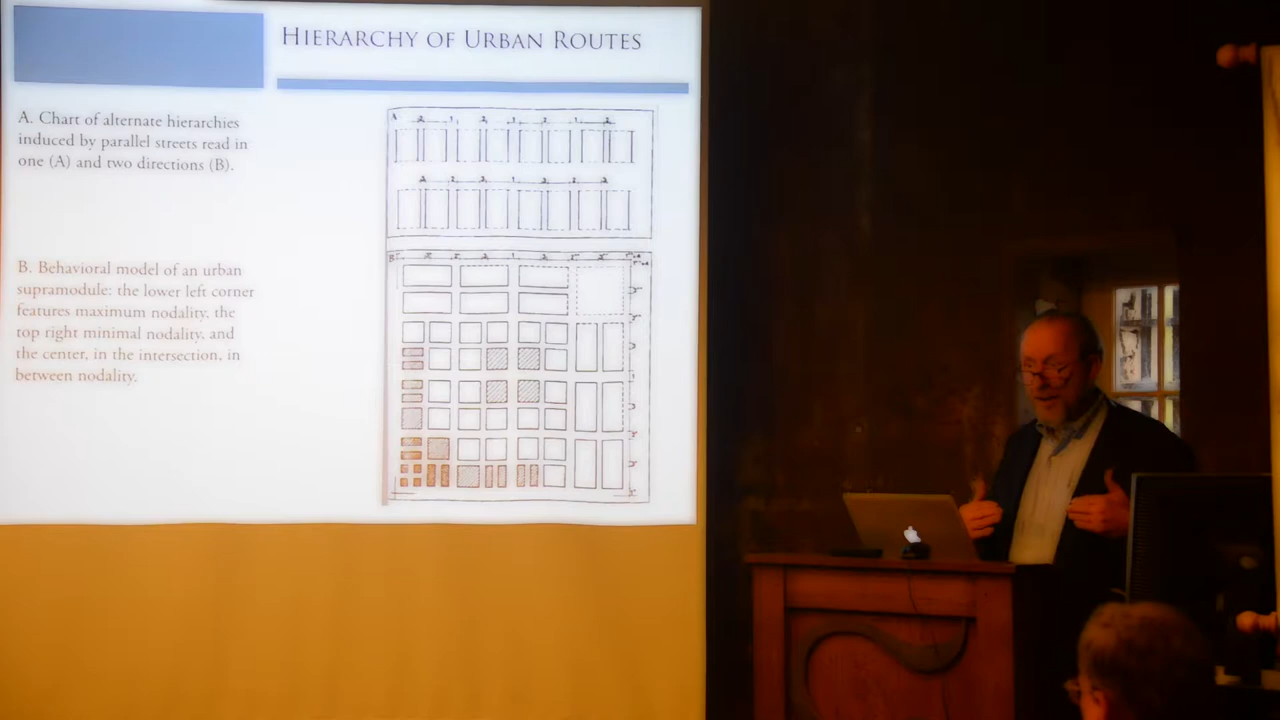 HIERARCHY OF URBAN ROUTES
A. Chart of alternate hierarchies
induced by parallel streets read in
one (A) and two directions (B).
B. Behavioral model of an urban
supramodule: the lower left corner
features maximum nodality, the
top right minimal nodality, and
the center, in the intersection, in
between nodality.